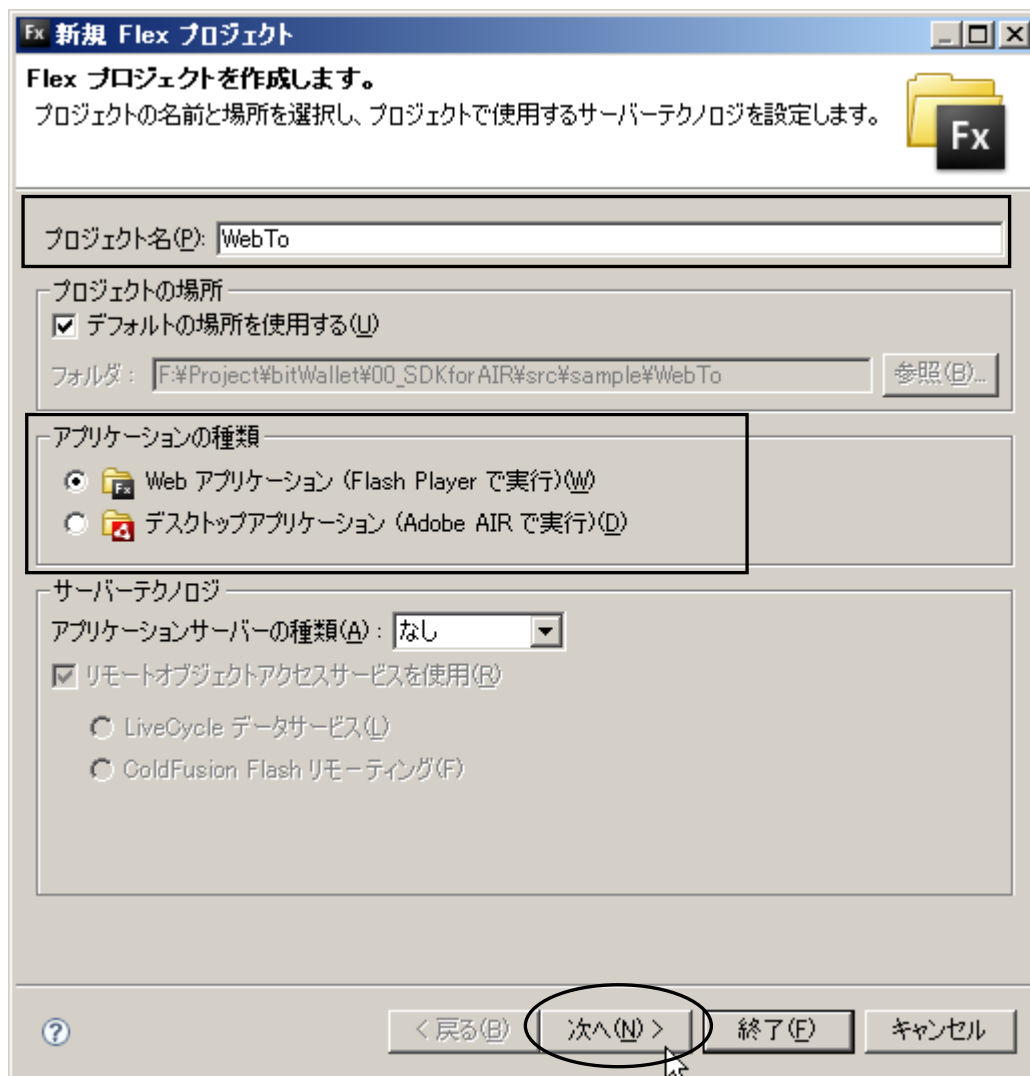 Fx 新規 Flex プロジェクト
Flex プロジェクトを作成します。
プロジェクトの名前と場所を選択し、プロジェクトで使用するサーバーテクノロジを設定します。
Fx
プロジェクト名(P): WebTo
プロジェクトの場所
デフォルトの場所を使用する(U)
フォルダ: F:¥Project¥bitWallet¥00_SDKforAIR¥src¥sample¥WebTo 参照(B)...
アプリケーションの種類
Fx Web アプリケーション (Flash Player で実行)(W)
デスクトップアプリケーション (Adobe AIR で実行)(D)
サーバーテクノロジ
アプリケーションサーバーの種類(A): なし
リモートオブジェクトアクセスサービスを使用(R)
LiveCycle データサービス(L)
ColdFusion Flash リモーティング(F)
? < 戻る(B) 次へ(N) > 終了(F) キャンセル